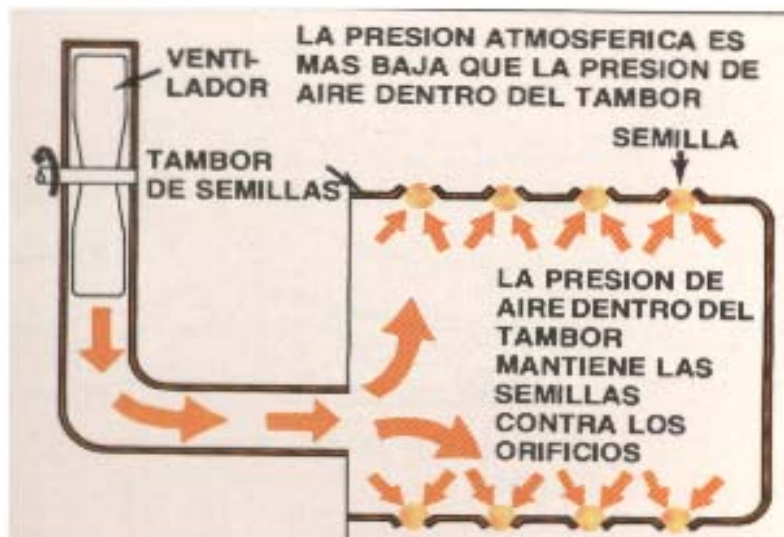 LA PRESION ATMOSFERICA ES
MAS BAJA QUE LA PRESION DE
AIRE DENTRO DEL TAMBOR
VENTI-
LADOR
SEMILLA
TAMBOR
DE SEMILLAS
LA PRESION DE
AIRE DENTRO DEL
TAMBOR
MANTIENE LAS
SEMILLAS
CONTRA LOS
ORIFICIOS